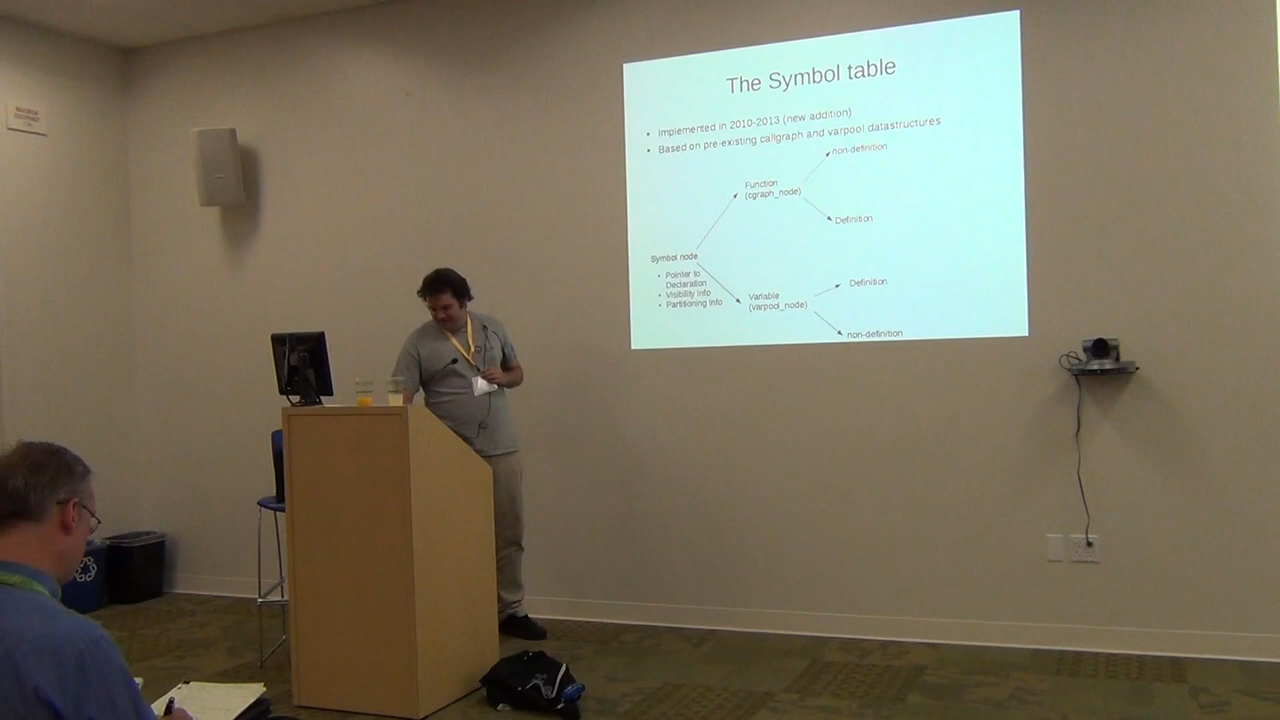 The Symbol table
• Implemented in 2010-2013 (new addition)
• Based on pre-existing callgraph and varpool datastructures
non-definition
Function
(cgraph_node)
Definition
Symbol node
• Pointer to
Declaration
• Visibility info
• Partitioning info
Definition
Variable
(varpool_node)
non-definition